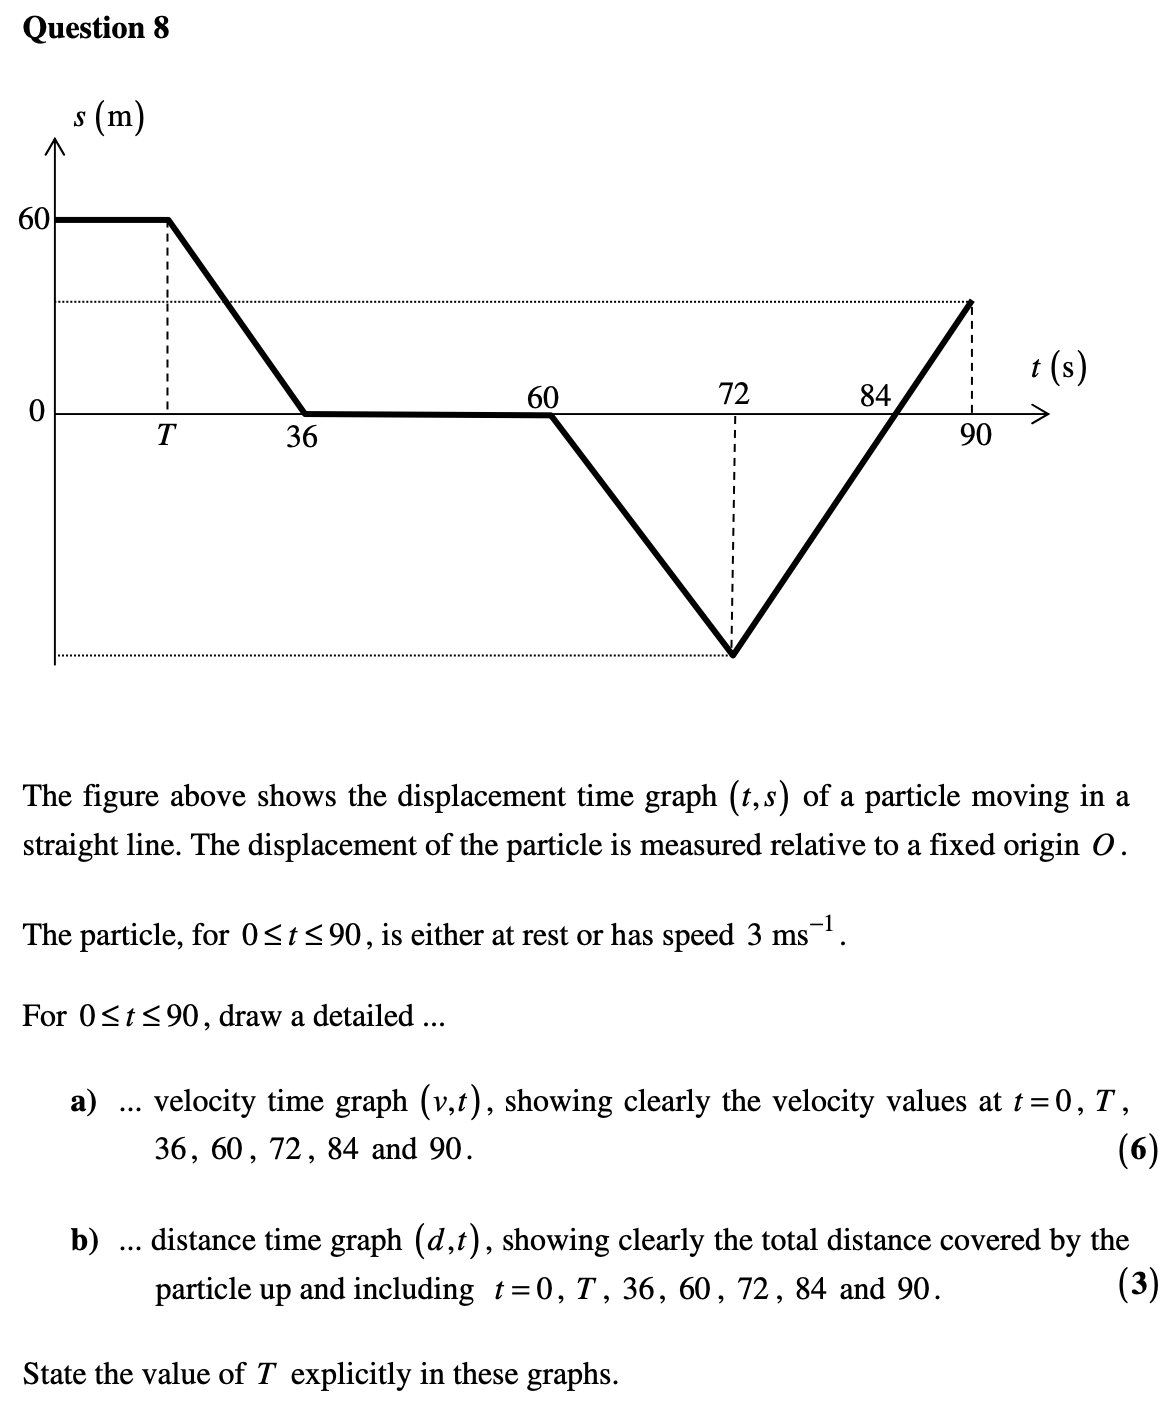 Question 8
s (m)
60
t (s)
60 72 84
0
T 36 90
The figure above shows the displacement time graph (t,s) of a particle moving in a
straight line. The displacement of the particle is measured relative to a fixed origin O.
The particle, for 0≤t≤90, is either at rest or has speed 3 ms⁻¹.
For 0≤t≤90, draw a detailed ...
a) ... velocity time graph (v,t), showing clearly the velocity values at t=0, T,
36, 60, 72, 84 and 90. (6)
b) ... distance time graph (d,t), showing clearly the total distance covered by the
particle up and including t=0, T, 36, 60, 72, 84 and 90. (3)
State the value of T explicitly in these graphs.